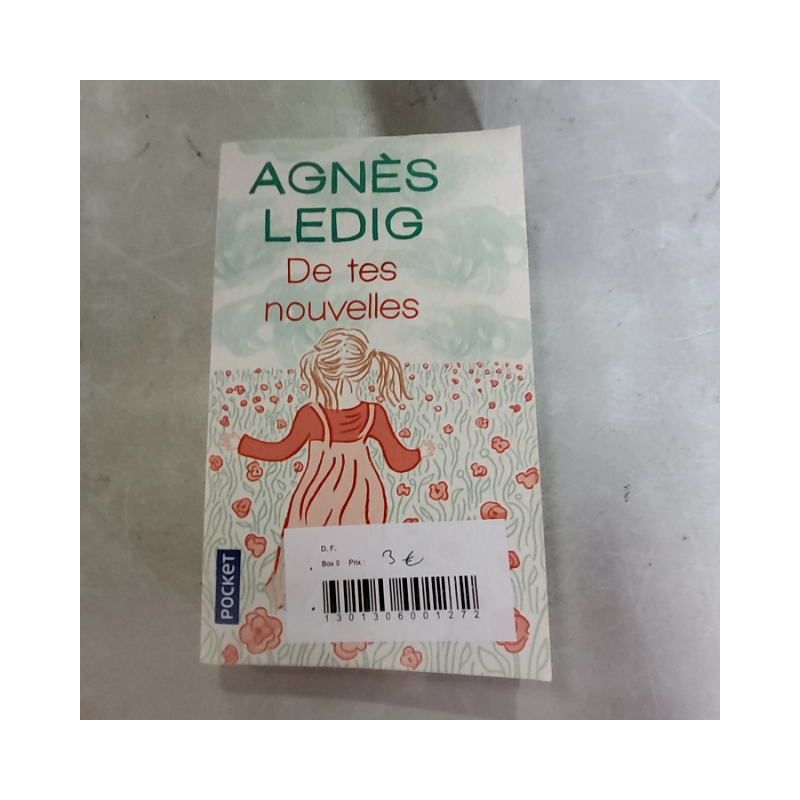 AGNÈS
LEDIG
De tes
nouvelles
POCKET
D. F.
Box 5 Prix : 3 €
1301306001272